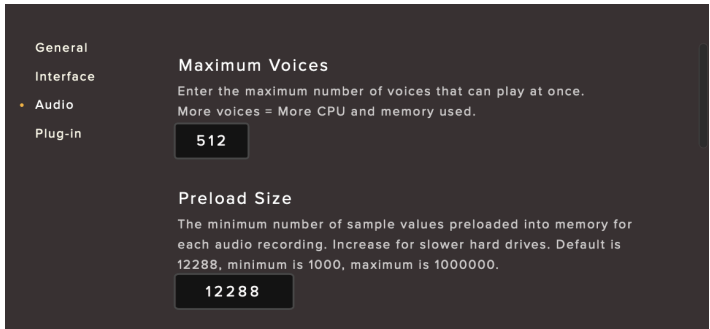 General
Interface
Audio
Plug-in
Maximum Voices
Enter the maximum number of voices that can play at once.
More voices = More CPU and memory used.
512
Preload Size
The minimum number of sample values preloaded into memory for
each audio recording. Increase for slower hard drives. Default is
12288, minimum is 1000, maximum is 1000000.
12288